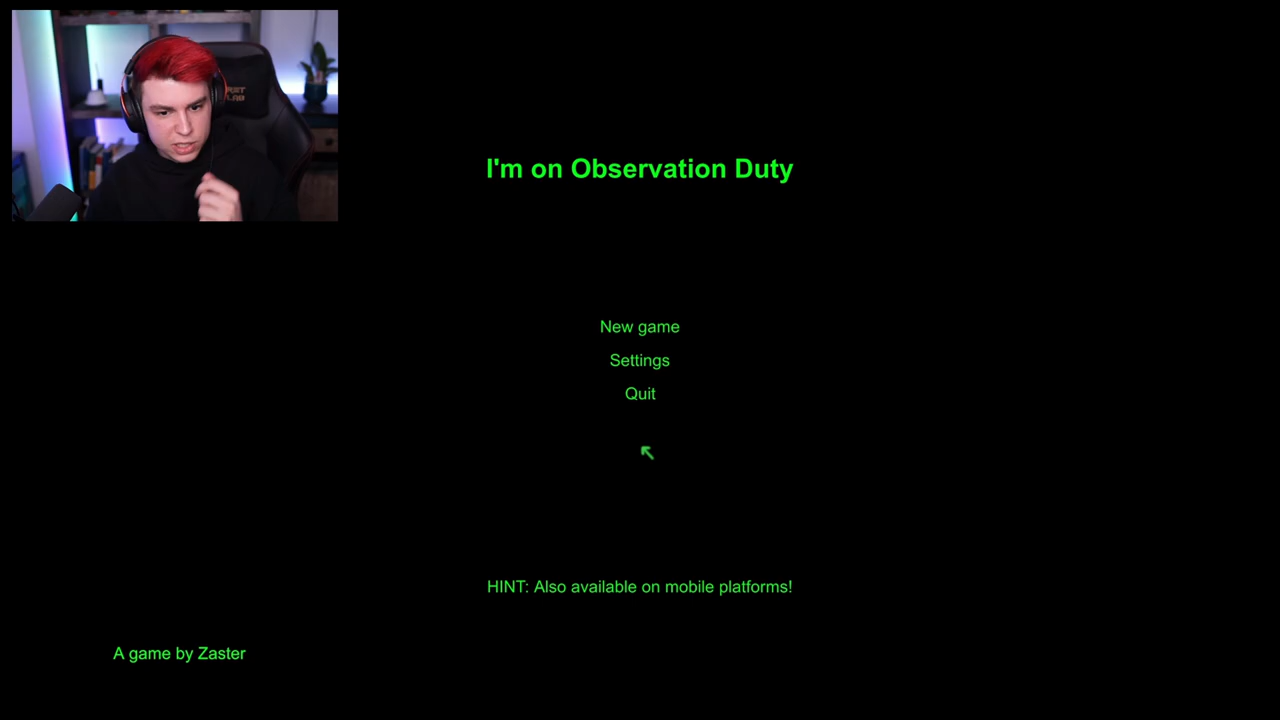 I'm on Observation Duty
New game
Settings
Quit
HINT: Also available on mobile platforms!
A game by Zaster